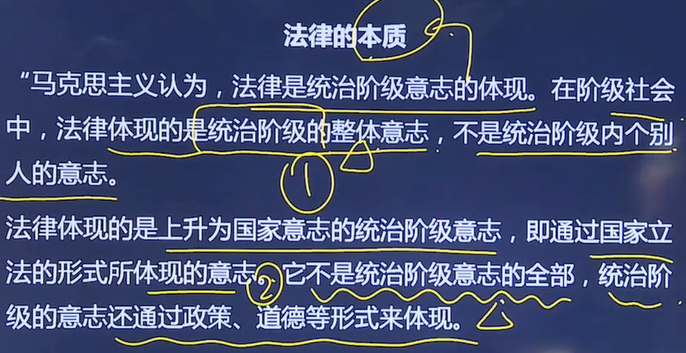 法律的本质
“马克思主义认为，法律是统治阶级意志的体现。在阶级社会
中，法律体现的是统治阶级的整体意志，不是统治阶级内个别
人的意志。
①
法律体现的是上升为国家意志的统治阶级意志，即通过国家立
法的形式所体现的意志。②它不是统治阶级意志的全部，统治阶
级的意志还通过政策、道德等形式来体现。